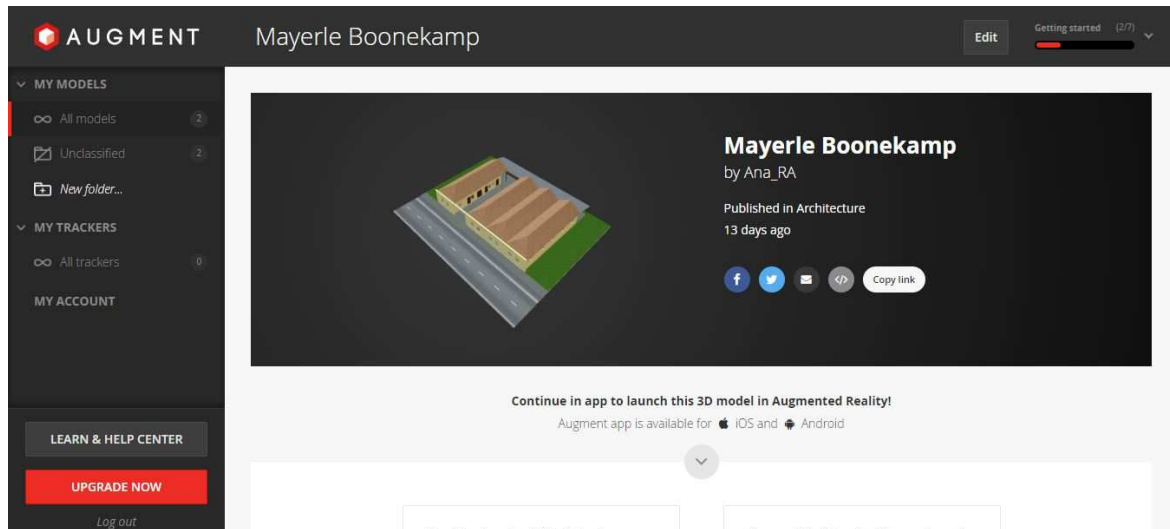 AUGMENT
Mayerle Boonekamp
Edit
Getting started (2/7)
MY MODELS
All models 2
Unclassified 2
New folder...
MY TRACKERS
All trackers 0
MY ACCOUNT
LEARN & HELP CENTER
UPGRADE NOW
Log out
Mayerle Boonekamp
by Ana_RA
Published in Architecture
13 days ago
Copy link
Continue in app to launch this 3D model in Augmented Reality!
Augment app is available for iOS and Android